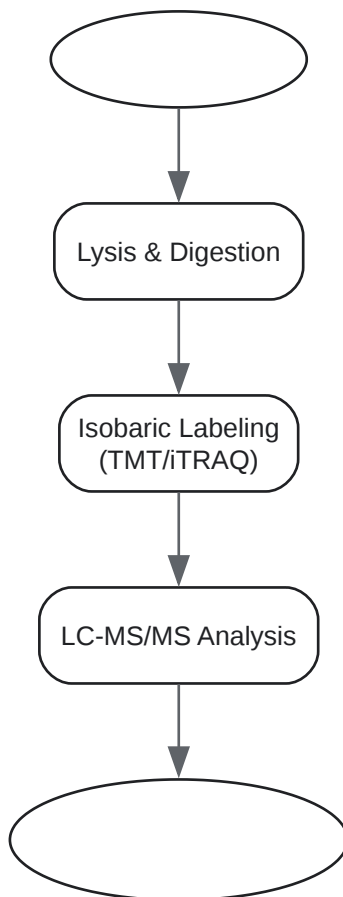 Lysis & Digestion
Isobaric Labeling
(TMT/iTRAQ)
LC-MS/MS Analysis